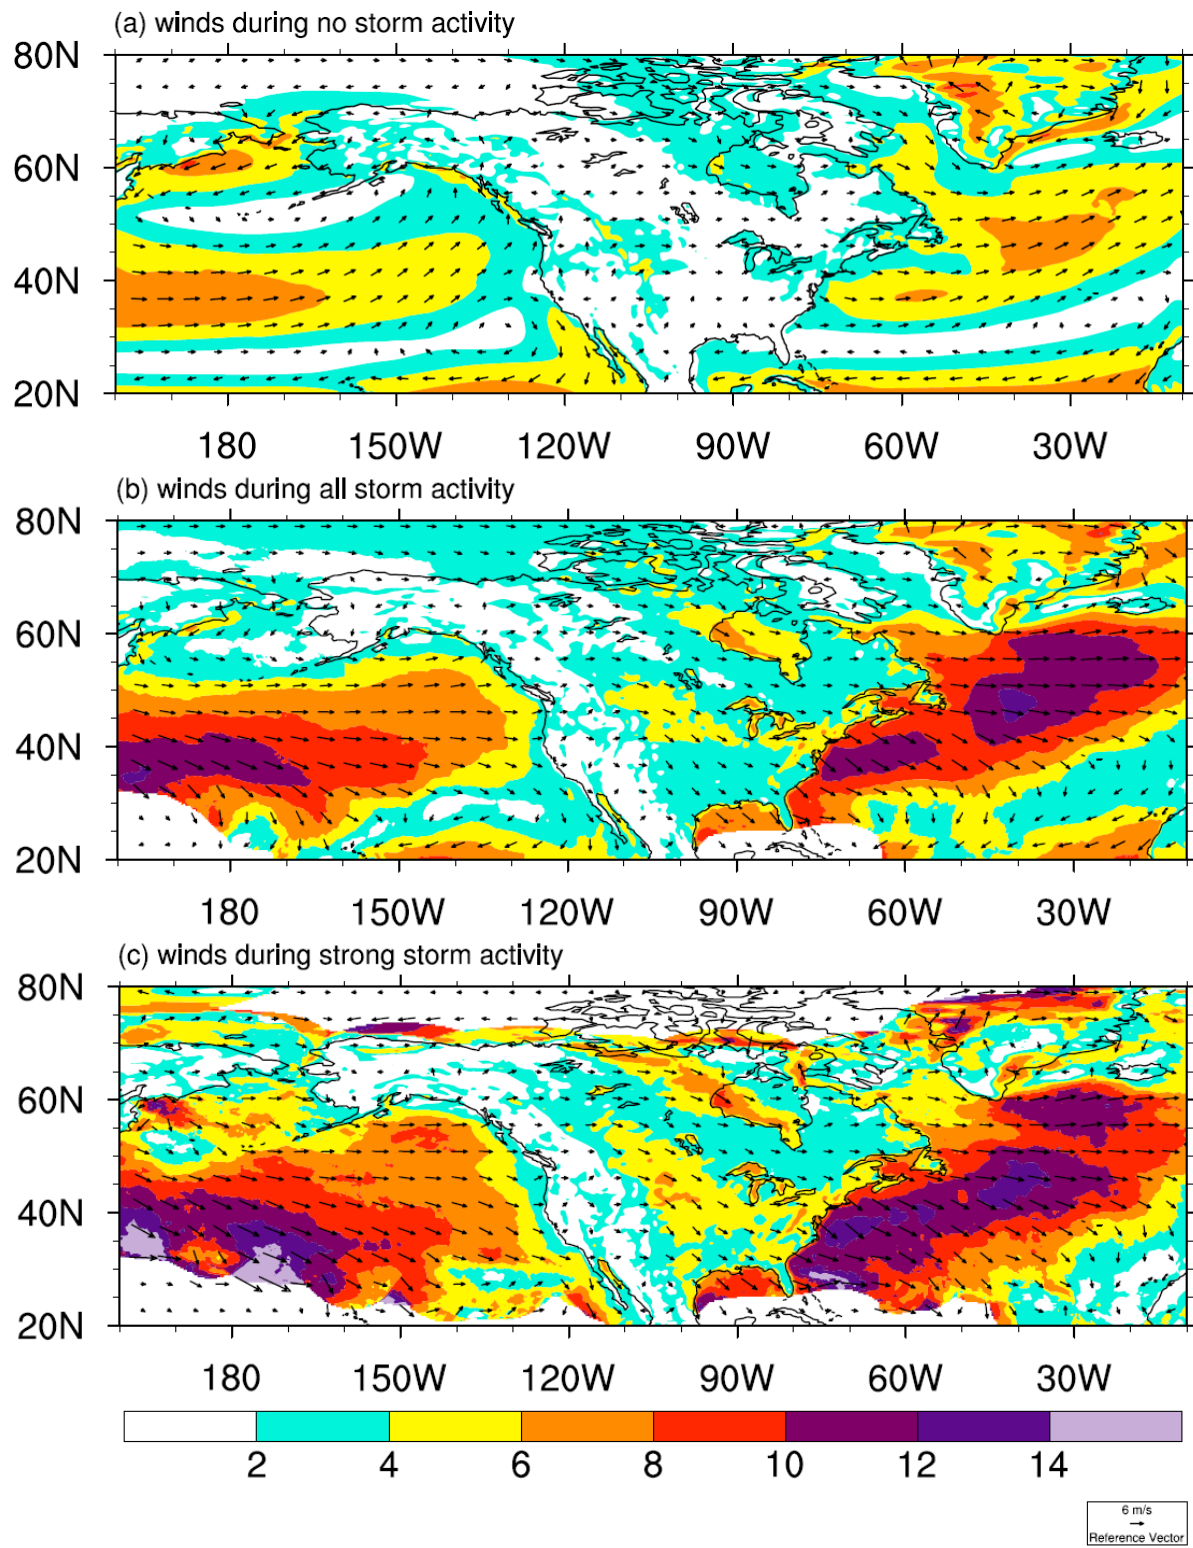 (a) winds during no storm activity
80N
60N
40N
20N
180 150W 120W 90W 60W 30W
(b) winds during all storm activity
80N
60N
40N
20N
180 150W 120W 90W 60W 30W
(c) winds during strong storm activity
80N
60N
40N
20N
180 150W 120W 90W 60W 30W
2 4 6 8 10 12 14
6 m/s
Reference Vector